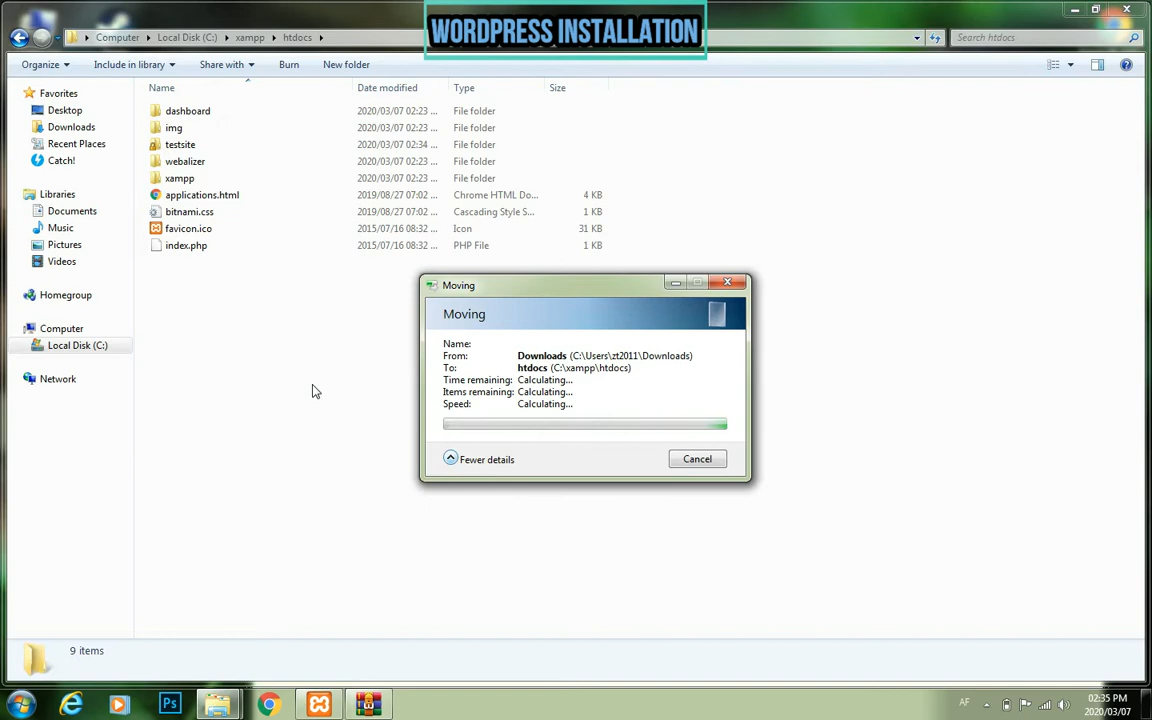 WORDPRESS INSTALLATION
Computer Local Disk (C:) xampp htdocs
Search htdocs
Organize Include in library Share with Burn New folder
Name Date modified Type Size
Favorites
Desktop
Downloads
Recent Places
Catch!
Libraries
Documents
Music
Pictures
Videos
Homegroup
Computer
Local Disk (C:)
Network
dashboard 2020/03/07 02:23 ... File folder
img 2020/03/07 02:23 ... File folder
testsite 2020/03/07 02:34 ... File folder
webalizer 2020/03/07 02:23 ... File folder
xampp 2020/03/07 02:23 ... File folder
applications.html 2019/08/27 07:02 ... Chrome HTML Do... 4 KB
bitnami.css 2019/08/27 07:02 ... Cascading Style S... 1 KB
favicon.ico 2015/07/16 08:32 ... Icon 31 KB
index.php 2015/07/16 08:32 ... PHP File 1 KB
Moving
Moving
Name:
From: Downloads (C:\Users\zt2011\Downloads)
To: htdocs (C:\xampp\htdocs)
Time remaining: Calculating...
Items remaining: Calculating...
Speed: Calculating...
Fewer details Cancel
9 items
Ps
AF
02:35 PM
2020/03/07